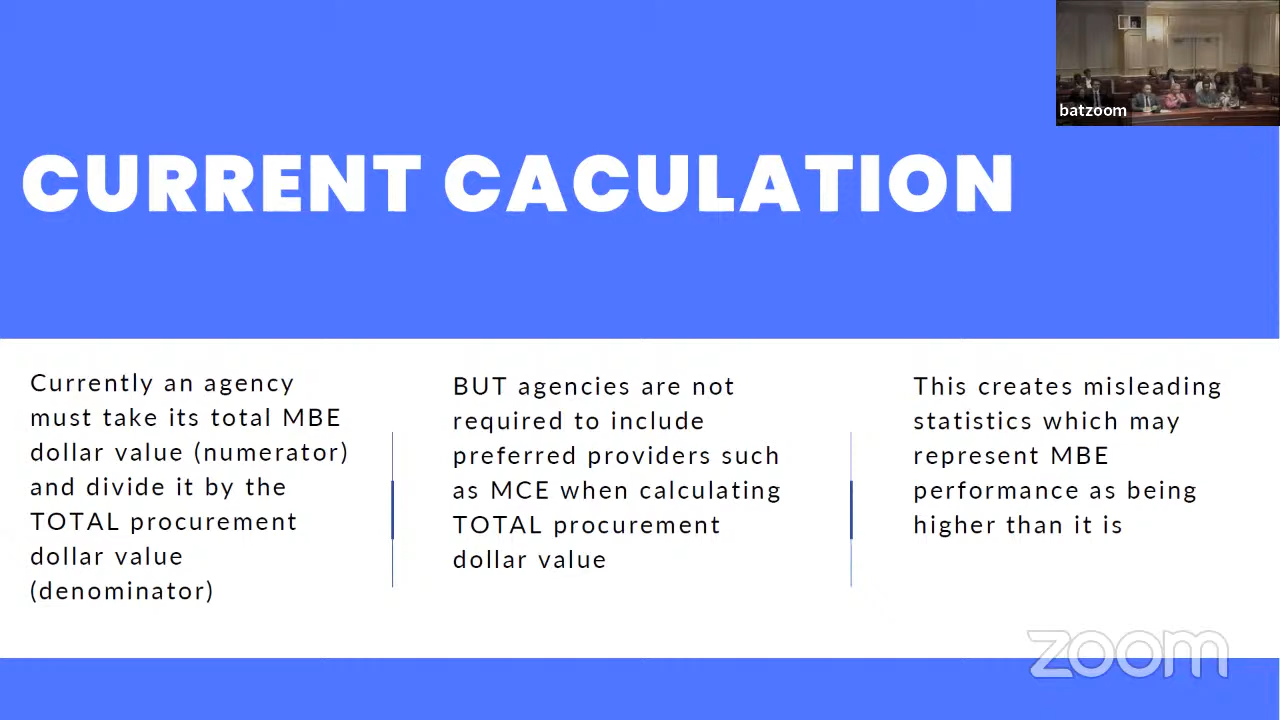 batzoom
CURRENT CACULATION
Currently an agency
must take its total MBE
dollar value (numerator)
and divide it by the
TOTAL procurement
dollar value
(denominator)
BUT agencies are not
required to include
preferred providers such
as MCE when calculating
TOTAL procurement
dollar value
This creates misleading
statistics which may
represent MBE
performance as being
higher than it is
zoom